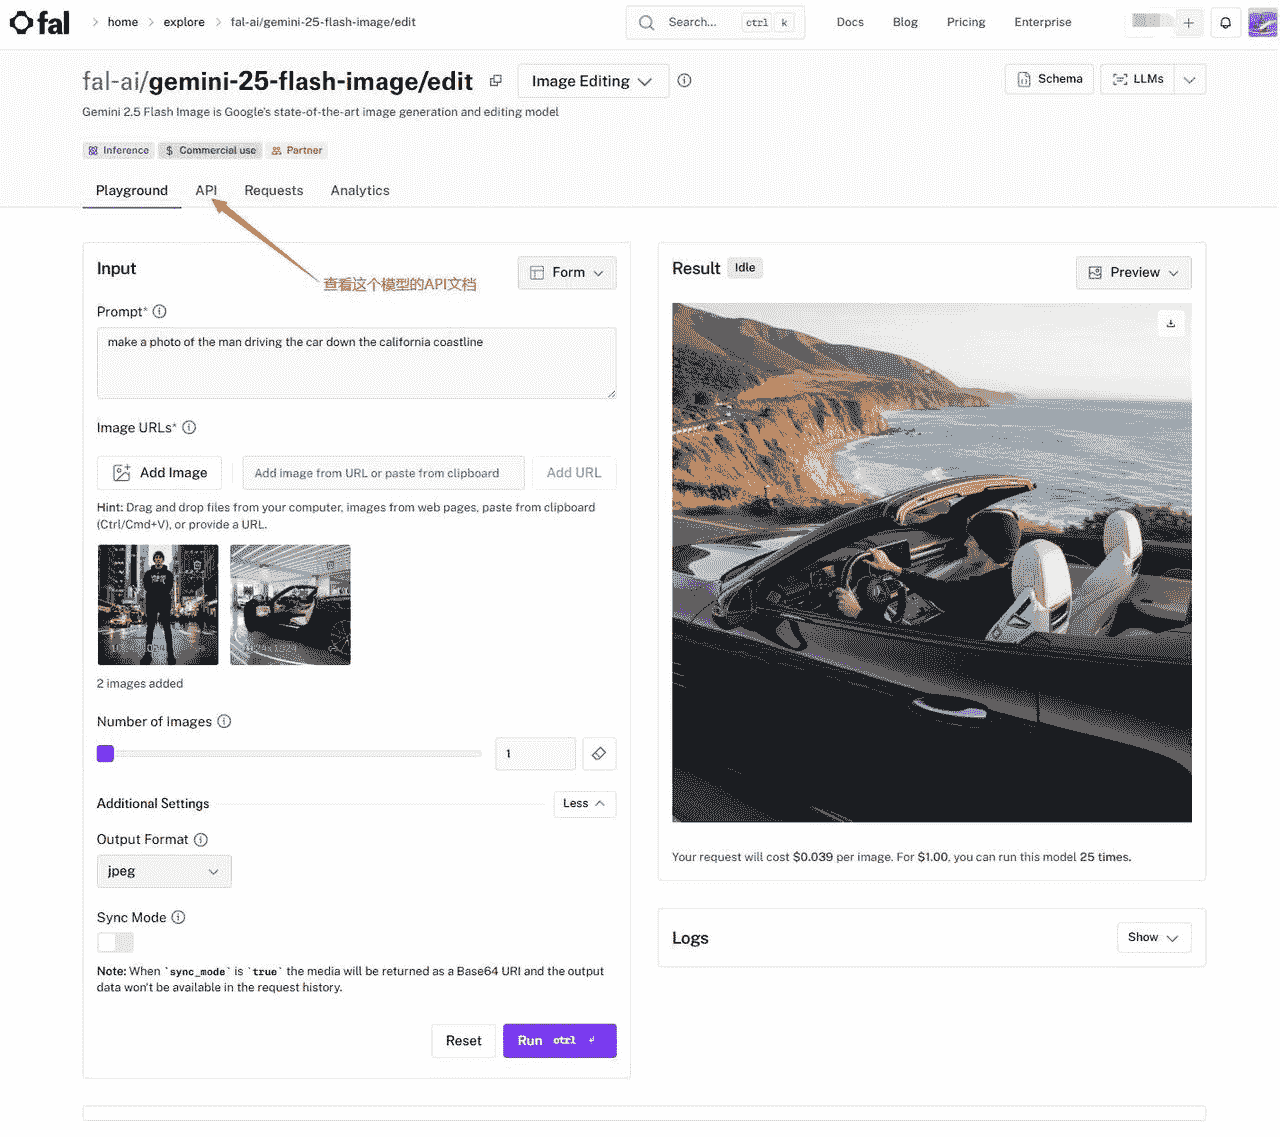 fal
home
explore
fal-ai/gemini-25-flash-image/edit
Search...
ctrl
k
Docs
Blog
Pricing
Enterprise
fal-ai/gemini-25-flash-image/edit
Image Editing
Schema
LLMs
Gemini 2.5 Flash Image is Google's state-of-the-art image generation and editing model
Inference
$ Commercial use
Partner
Playground
API
Requests
Analytics
查看这个模型的API文档
Input
Form
Prompt*
make a photo of the man driving the car down the california coastline
Image URLs*
Add Image
Add image from URL or paste from clipboard
Add URL
Hint: Drag and drop files from your computer, images from web pages, paste from clipboard
(Ctrl/Cmd+V), or provide a URL.
2 images added
Number of Images
1
Additional Settings
Less
Output Format
jpeg
Sync Mode
Note: When `sync_mode` is `true` the media will be returned as a Base64 URI and the output
data won't be available in the request history.
Reset
Run
ctrl
Result
Idle
Preview
Your request will cost $0.039 per image. For $1.00, you can run this model 25 times.
Logs
Show